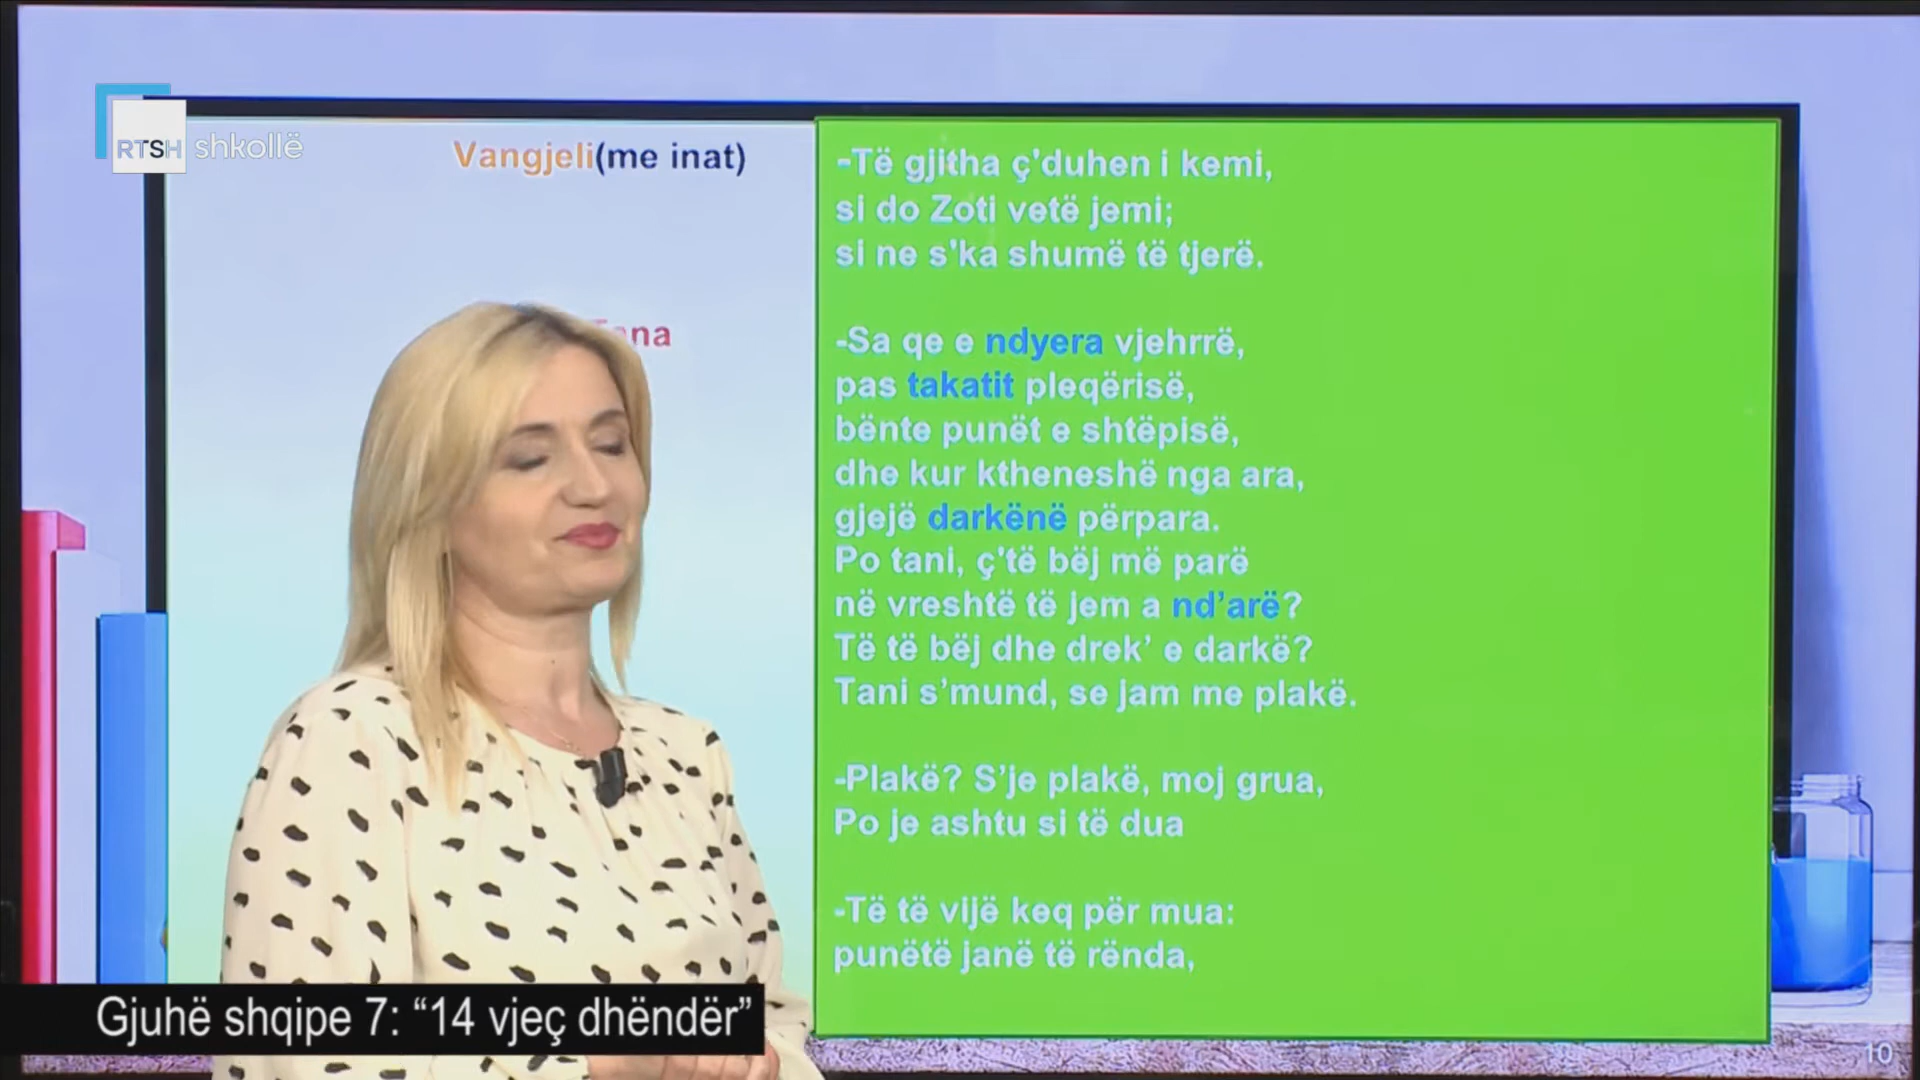 RTSH shkollë
Vangjeli(me inat)
-Të gjitha ç'duhen i kemi,
si do Zoti vetë jemi;
si ne s'ka shumë të tjerë.
-Sa qe e ndyera vjehrrë,
pas takatit pleqërisë,
bënte punët e shtëpisë,
dhe kur ktheneshë nga ara,
gjejë darkënë përpara.
Po tani, ç'të bëj më parë
në vreshtë të jem a nd’arë?
Të të bëj dhe drek’ e darkë?
Tani s’mund, se jam me plakë.
-Plakë? S’je plakë, moj grua,
Po je ashtu si të dua
-Të të vijë keq për mua:
punëtë janë të rënda,
Gjuhë shqipe 7: “14 vjeç dhëndër”
10